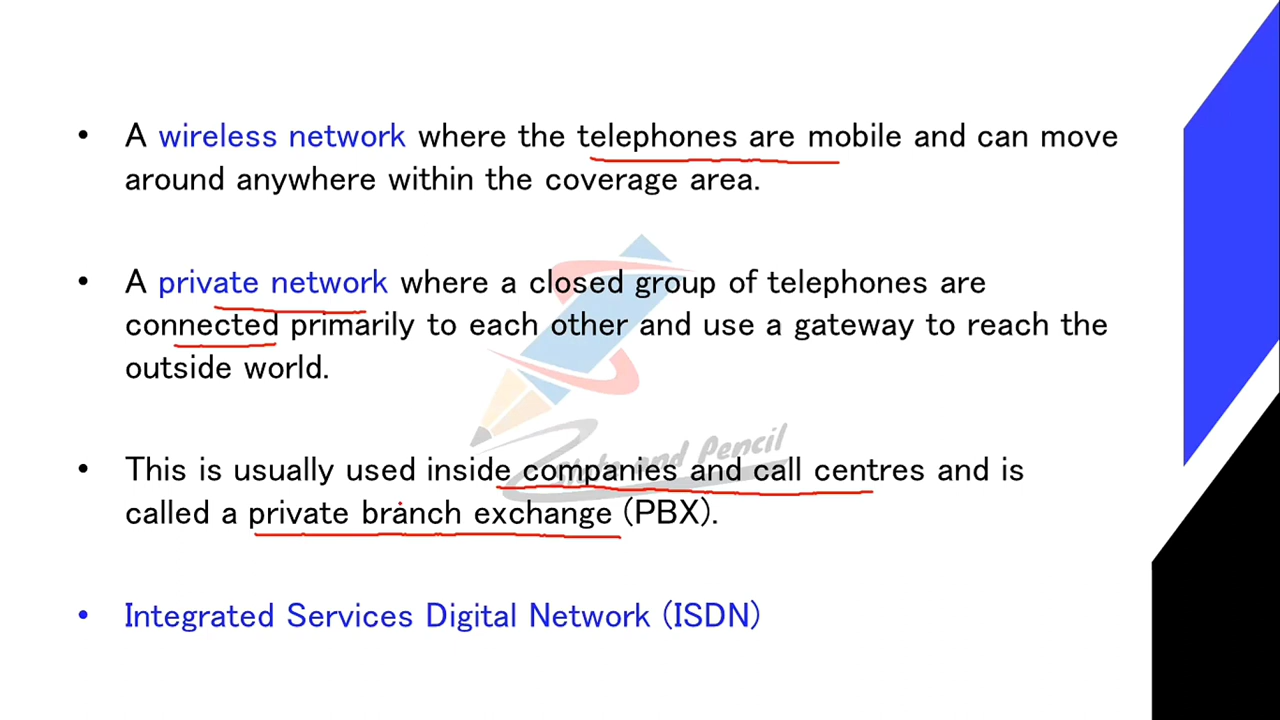 • A wireless network where the telephones are mobile and can move
around anywhere within the coverage area.
• A private network where a closed group of telephones are
connected primarily to each other and use a gateway to reach the
outside world.
• This is usually used inside companies and call centres and is
called a private branch exchange (PBX).
• Integrated Services Digital Network (ISDN)
and Pencil